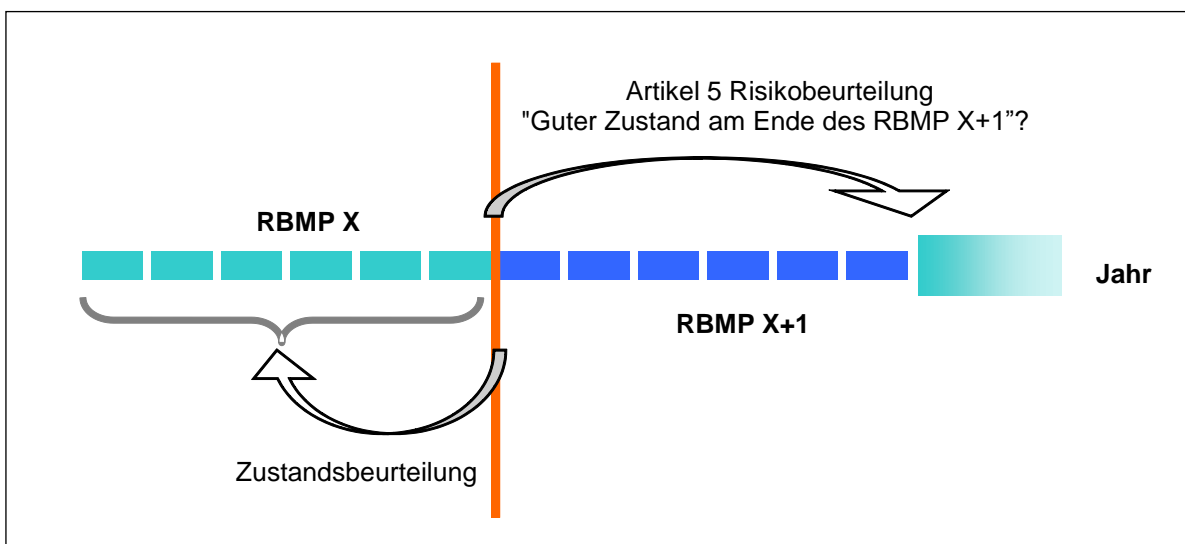 Artikel 5 Risikobeurteilung
"Guter Zustand am Ende des RBMP X+1”?
RBMP X
Jahr
RBMP X+1
Zustandsbeurteilung